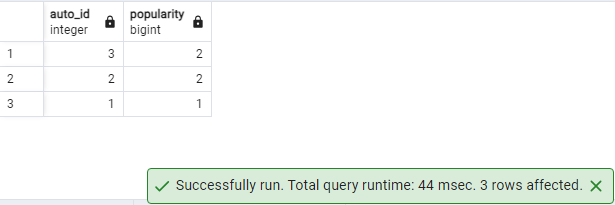 auto_id popularity
integer bigint
1 3 2
2 2 2
3 1 1
Successfully run. Total query runtime: 44 msec. 3 rows affected.